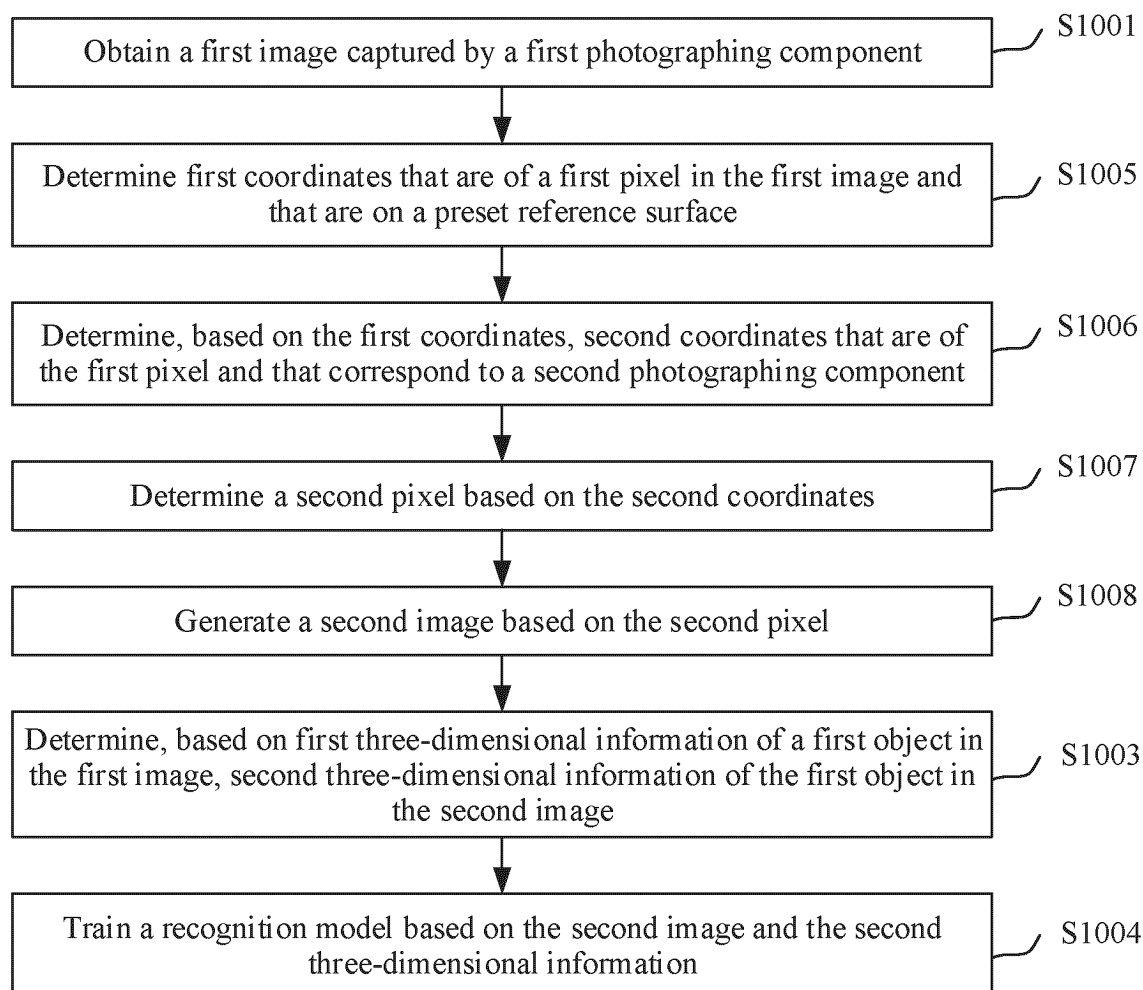 Obtain a first image captured by a first photographing component
S1001
Determine first coordinates that are of a first pixel in the first image and
that are on a preset reference surface
S1005
Determine, based on the first coordinates, second coordinates that are of
the first pixel and that correspond to a second photographing component
S1006
Determine a second pixel based on the second coordinates
S1007
Generate a second image based on the second pixel
S1008
Determine, based on first three-dimensional information of a first object in
the first image, second three-dimensional information of the first object in
the second image
S1003
Train a recognition model based on the second image and the second
three-dimensional information
S1004